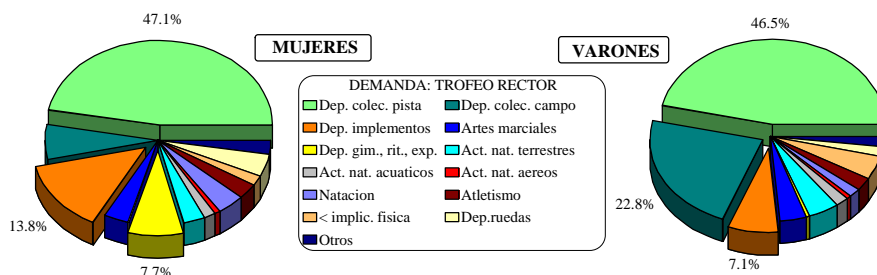 47.1%
MUJERES
13.8%
7.7%
DEMANDA: TROFEO RECTOR
Dep. colec. pista
Dep. colec. campo
Dep. implementos
Artes marciales
Dep. gim., rit., exp.
Act. nat. terrestres
Act. nat. acuaticos
Act. nat. aereos
Natacion
Atletismo
< implic. fisica
Dep.ruedas
Otros
46.5%
VARONES
22.8%
7.1%